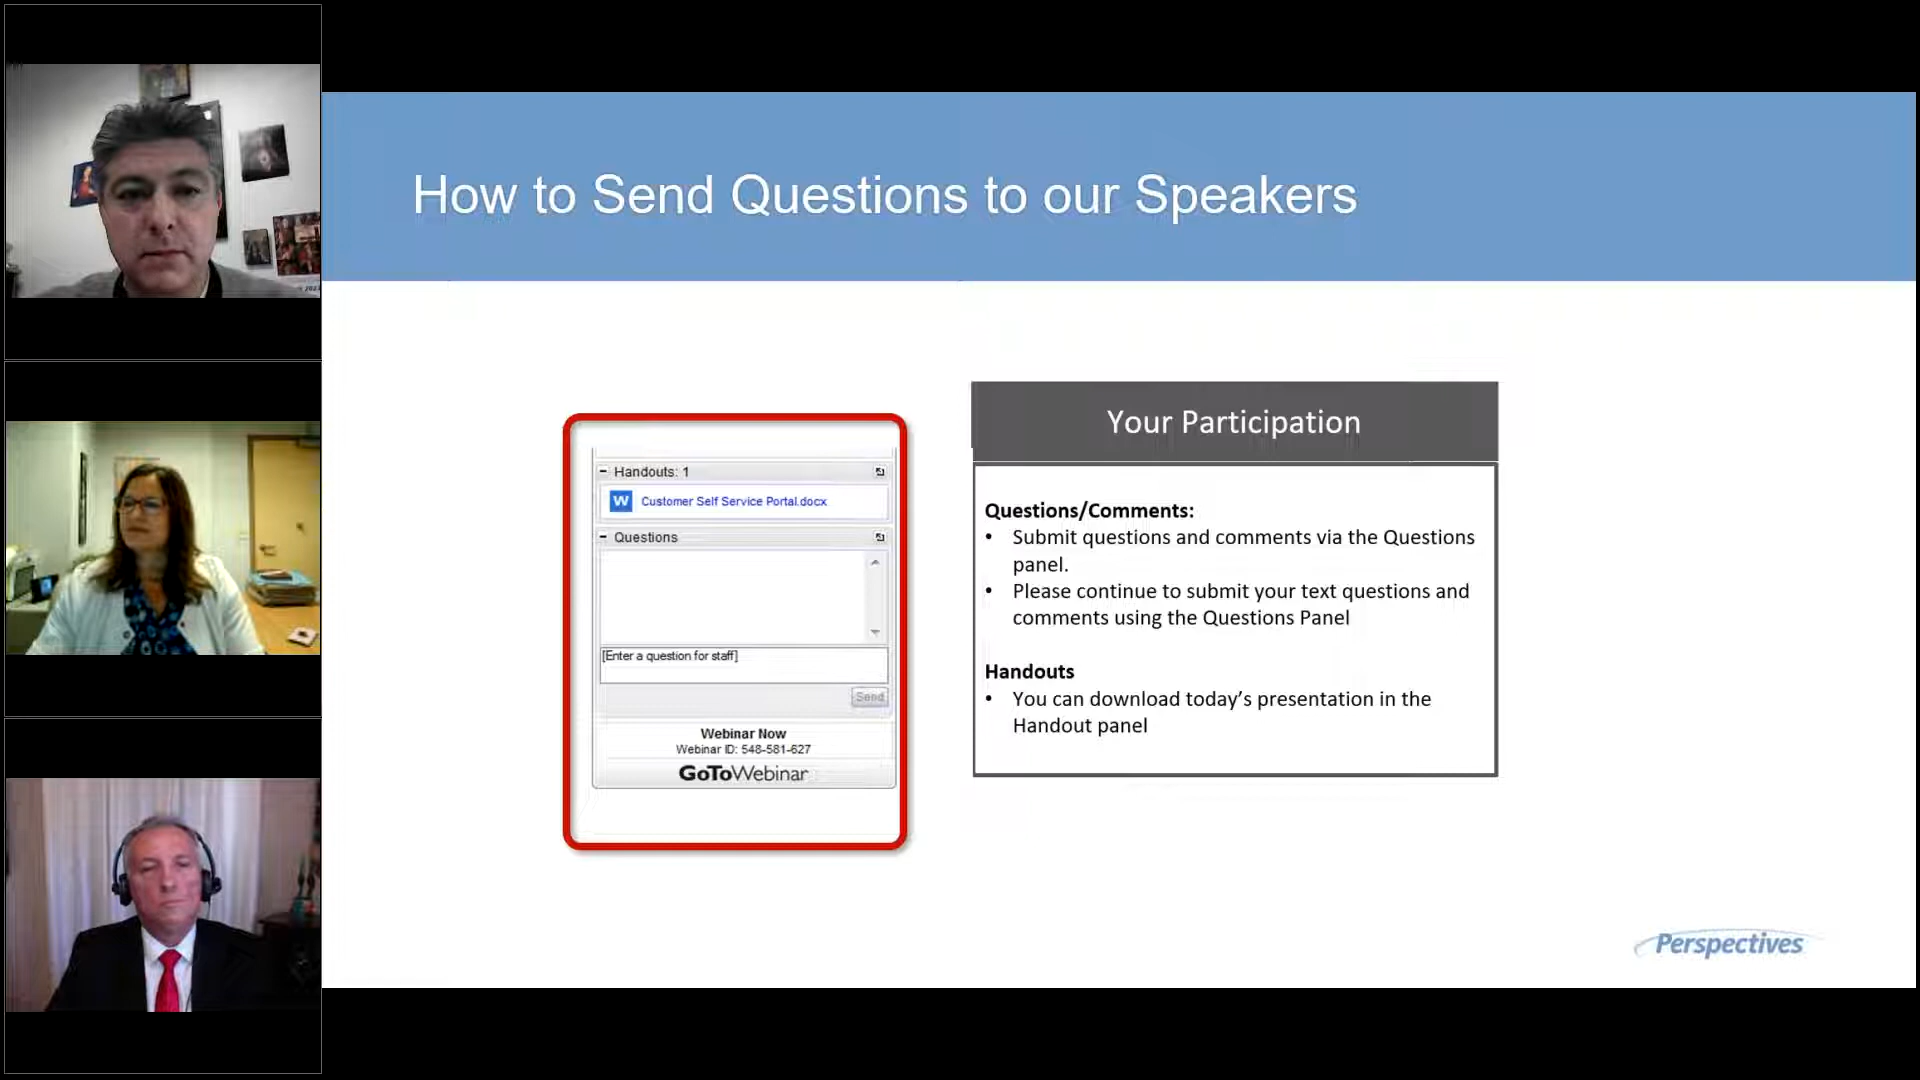 How to Send Questions to our Speakers
Handouts: 1
W Customer Self Service Portal.docx
Questions
[Enter a question for staff]
Send
Webinar Now
Webinar ID: 548-581-627
GoToWebinar
Your Participation
Questions/Comments:
• Submit questions and comments via the Questions
panel.
• Please continue to submit your text questions and
comments using the Questions Panel
Handouts
• You can download today’s presentation in the
Handout panel
Perspectives